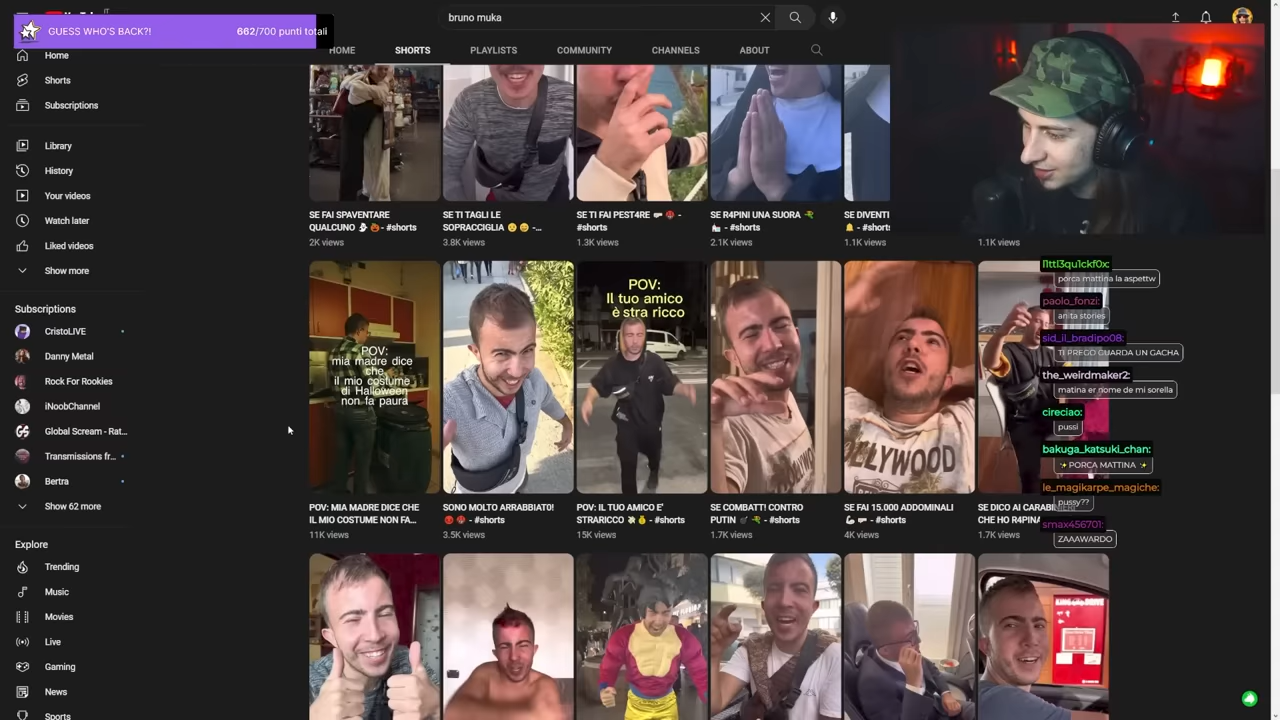 bruno muka
GUESS WHO'S BACK?!
662/700 punti totali
HOME
SHORTS
PLAYLISTS
COMMUNITY
CHANNELS
ABOUT
Home
Shorts
Subscriptions
Library
History
Your videos
Watch later
Liked videos
Show more
Subscriptions
CristoLIVE
Danny Metal
Rock For Rookies
iNoobChannel
Global Scream - Rat...
Transmissions fr...
Bertra
Show 62 more
Explore
Trending
Music
Movies
Live
Gaming
News
Sports
SE FAI SPAVENTARE
QUALCUNO 👻 🎃 - #shorts
2K views
SE TI TAGLI LE
SOPRACCIGLIA
3.8K views
SE TI FAI PEST4RE
#shorts
1.3K views
SE R4PINI UNA SUORA
- #shorts
2.1K views
SE DIVENTI
🔔 - #shorts
1.1K views
1.1K views
POV:
mia madre dice
che
il mio costume
di Halloween
non fa paura
POV:
Il tuo amico
è stra ricco
LLYWOOD
POV: MIA MADRE DICE CHE
IL MIO COSTUME NON FA...
11K views
SONO MOLTO ARRABBIAT0!
- #shorts
3.5K views
POV: IL TUO AMICO E'
STRARICCO 💸 💰 - #shorts
15K views
SE COMBATT! CONTRO
PUTIN - #shorts
1.7K views
SE FAI 15.000 ADDOMINALI
- #shorts
4K views
SE DICO AI CARABINIERI
CHE HO R4PINA
1.7K views
l1ttl3qu1ckf0x:
porca mattina la aspettw
paolo_fonzi:
anita stories
sid_il_bradipo08:
TI PREGO GUARDA UN GACHA
the_weirdmaker2:
matina er nome de mi sorella
cireciao:
pussi
bakuga_katsuki_chan:
✨ PORCA MATTINA ✨
le_magikarpe_magiche:
pussy??
smax456701:
ZAAAWARDO